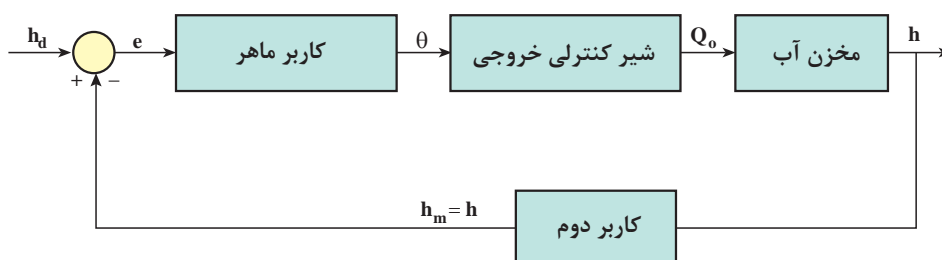 h_d
e
کاربر ماهر
θ
شیر کنترلی خروجی
Q_o
مخزن آب
h
+
−
h_m = h
کاربر دوم